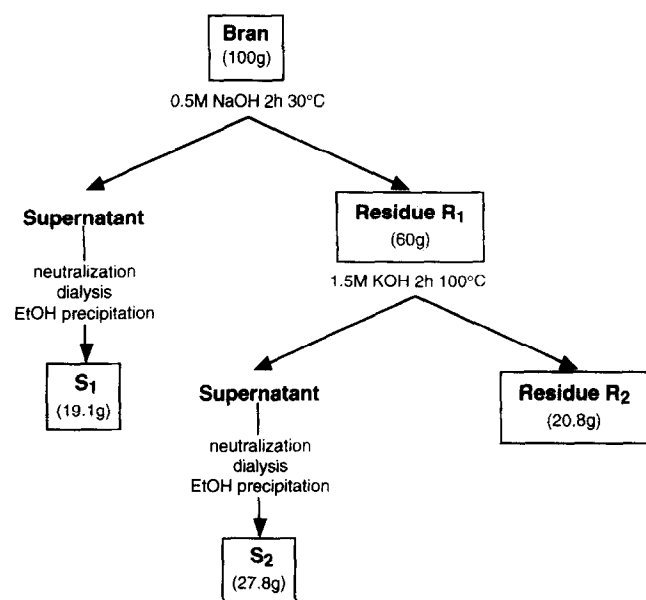 Bran
(100g)
0.5M NaOH 2h 30°C
Supernatant
Residue R₁
(60g)
neutralization
dialysis
EtOH precipitation
1.5M KOH 2h 100°C
S₁
(19.1g)
Supernatant
Residue R₂
(20.8g)
neutralization
dialysis
EtOH precipitation
S₂
(27.8g)